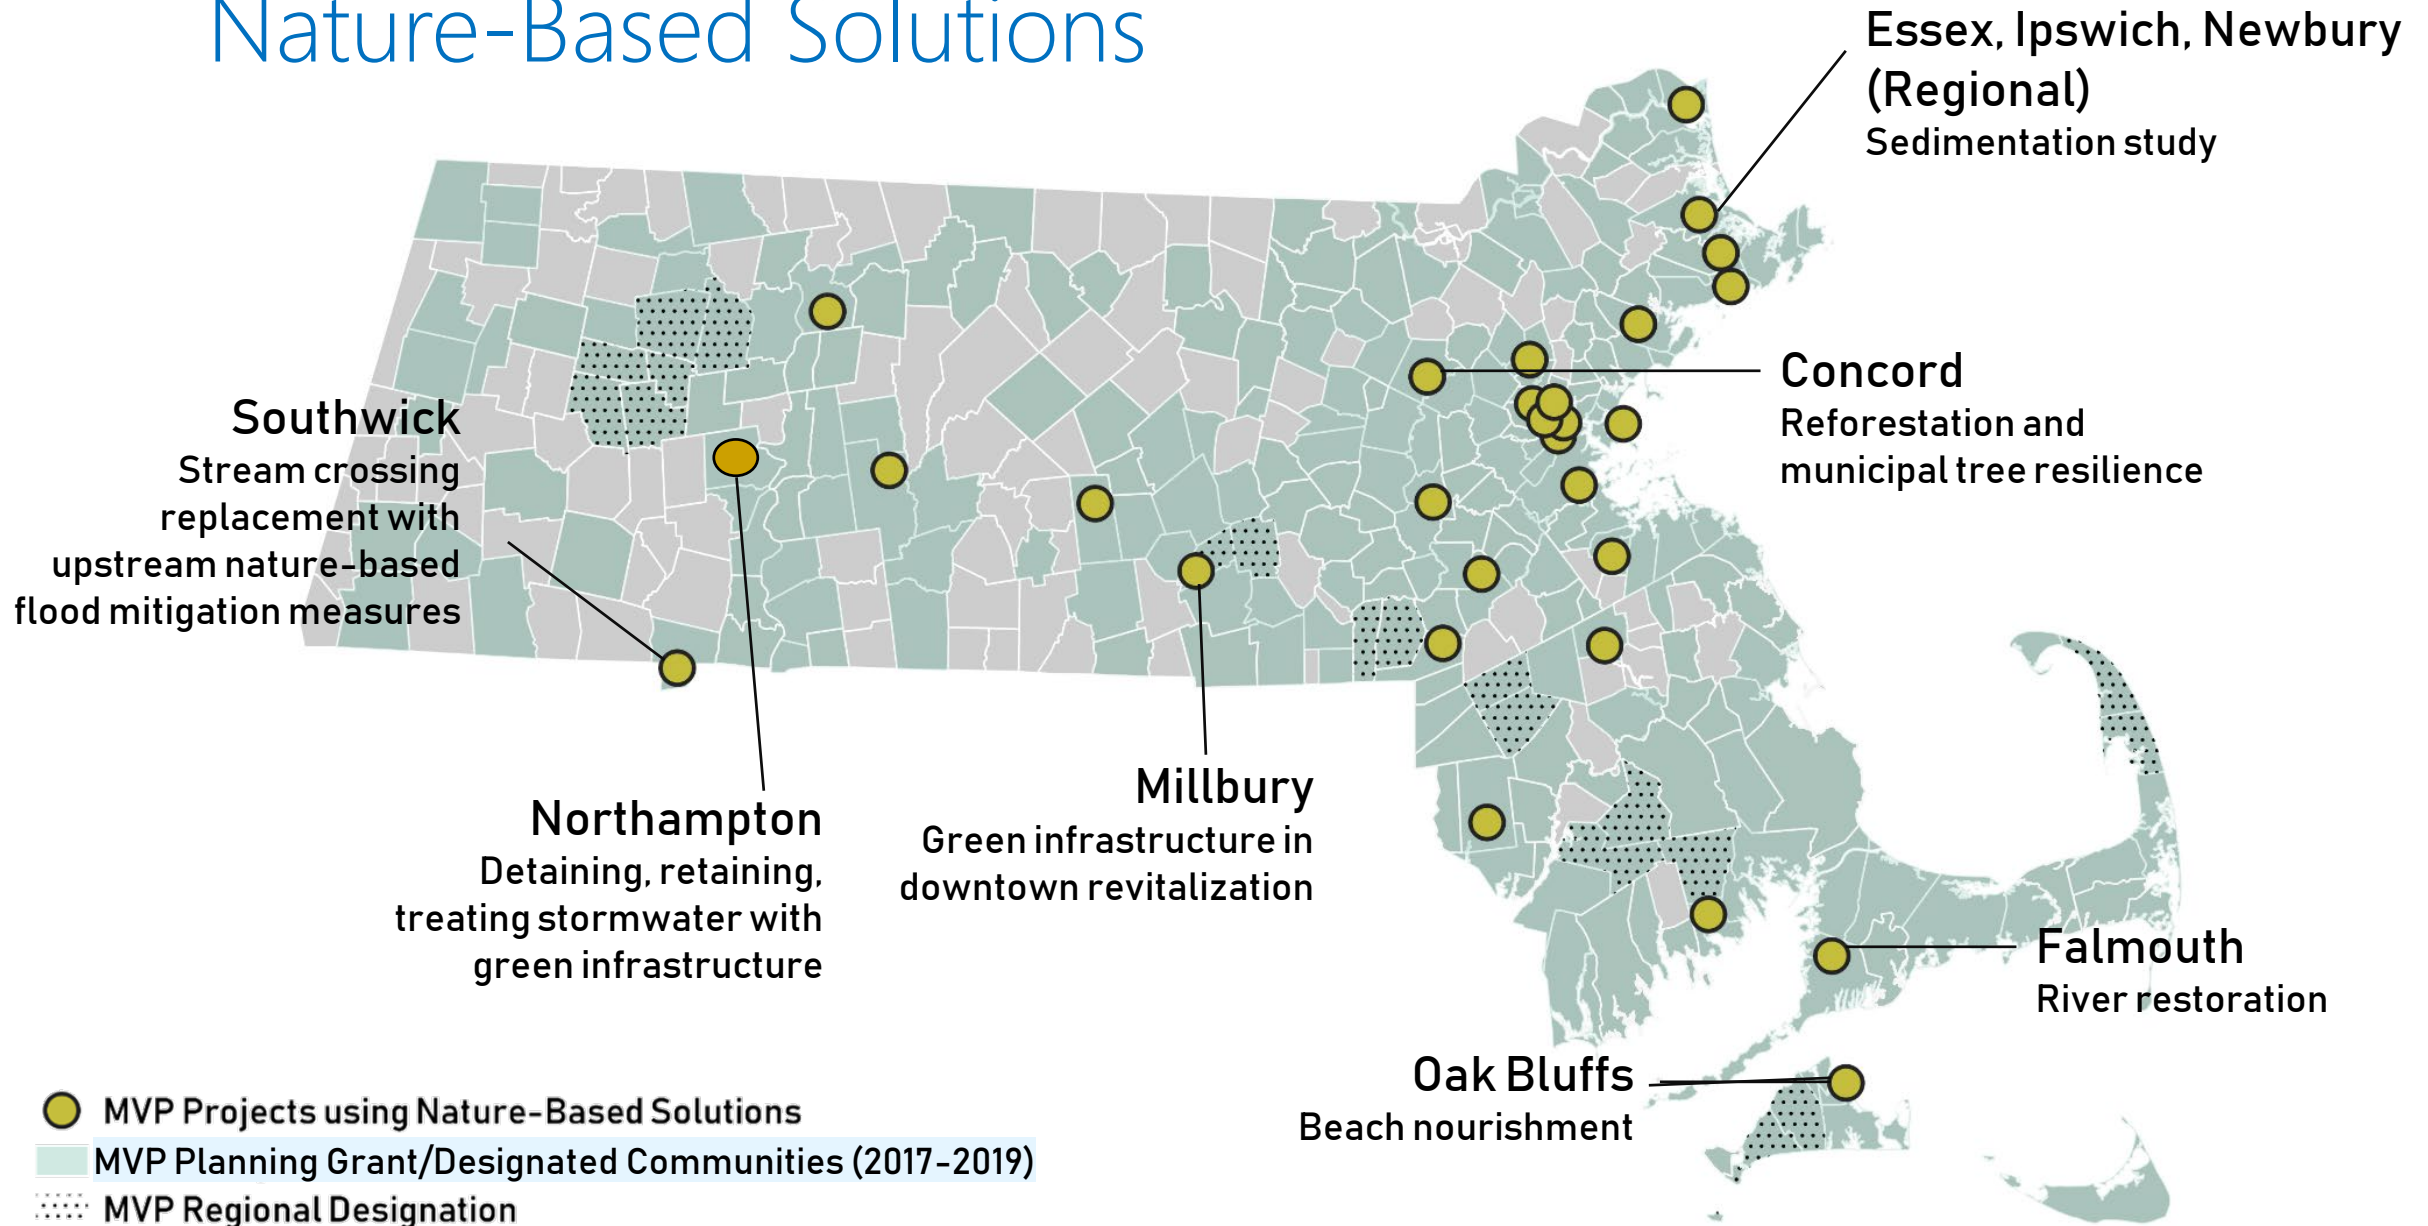 Nature-Based Solutions
Essex, Ipswich, Newbury
(Regional)
Sedimentation study
Concord
Reforestation and
municipal tree resilience
Southwick
Stream crossing
replacement with
upstream nature-based
flood mitigation measures
Northampton
Detaining, retaining,
treating stormwater with
green infrastructure
Millbury
Green infrastructure in
downtown revitalization
Falmouth
River restoration
Oak Bluffs
Beach nourishment
MVP Projects using Nature-Based Solutions
MVP Planning Grant/Designated Communities (2017-2019)
MVP Regional Designation